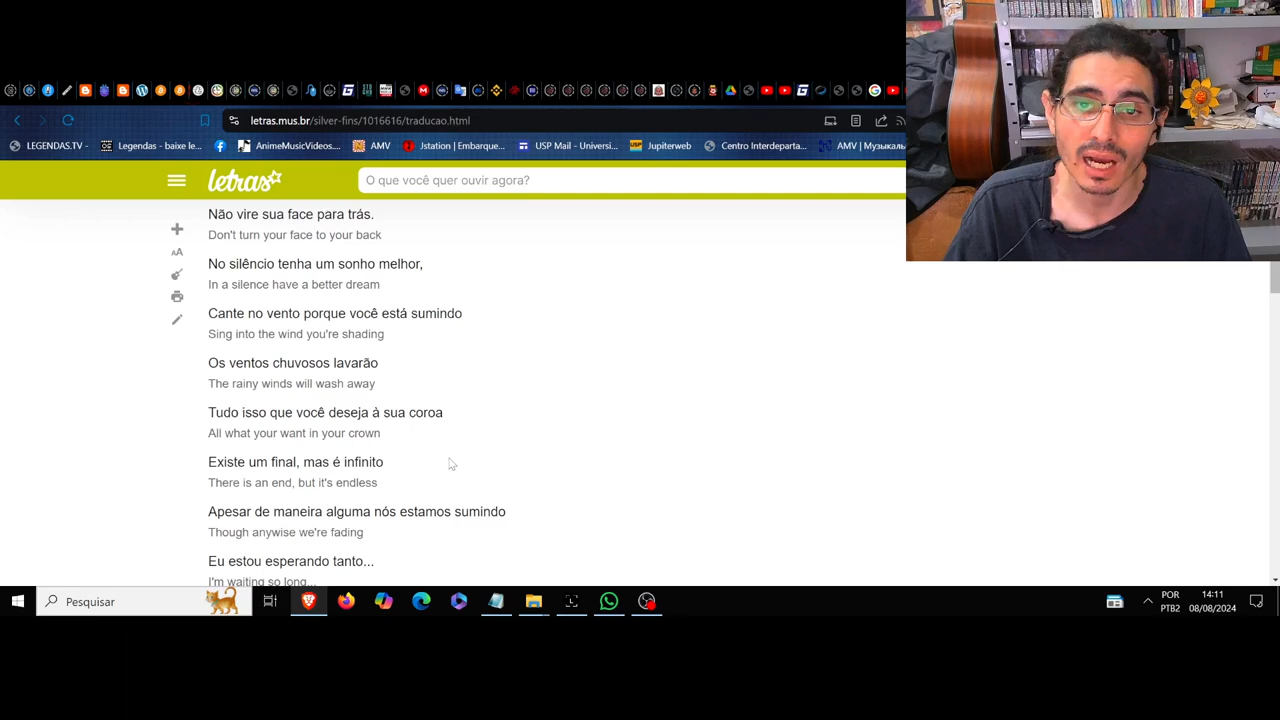 letras.mus.br/silver-fins/1016616/traducao.html
LEGENDAS.TV -
Legendas - baixe le...
AnimeMusicVideos....
AMV
Jstation | Embarque...
USP Mail - Universi...
Jupiterweb
Centro Interdeparta...
AMV | Музыкаль
letras
O que você quer ouvir agora?
Não vire sua face para trás.
Don't turn your face to your back
No silêncio tenha um sonho melhor,
In a silence have a better dream
Cante no vento porque você está sumindo
Sing into the wind you're shading
Os ventos chuvosos lavarão
The rainy winds will wash away
Tudo isso que você deseja à sua coroa
All what your want in your crown
Existe um final, mas é infinito
There is an end, but it's endless
Apesar de maneira alguma nós estamos sumindo
Though anywise we're fading
Eu estou esperando tanto...
I'm waiting so long...
Pesquisar
POR
PTB2
14:11
08/08/2024